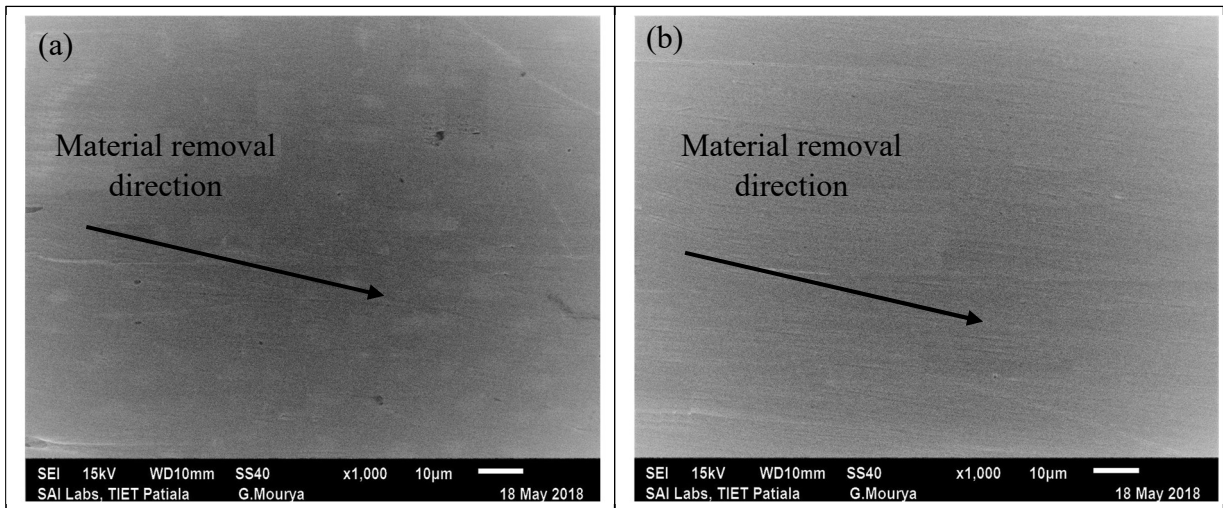 (a)
Material removal
direction
SEI 15kV WD10mm SS40 x1,000 10µm
SAI Labs, TIET Patiala G.Mourya 18 May 2018
(b)
Material removal
direction
SEI 15kV WD10mm SS40 x1,000 10µm
SAI Labs, TIET Patiala G.Mourya 18 May 2018